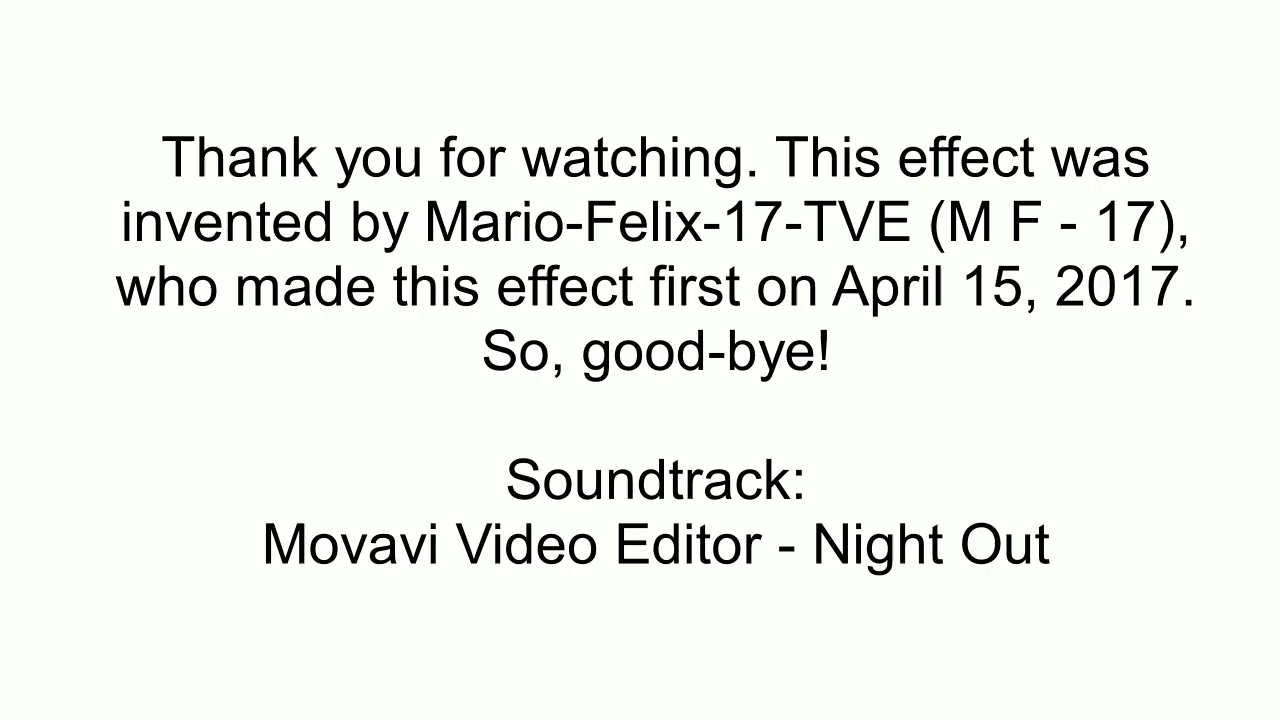 Thank you for watching. This effect was
invented by Mario-Felix-17-TVE (M F - 17),
who made this effect first on April 15, 2017.
So, good-bye!
Soundtrack:
Movavi Video Editor - Night Out